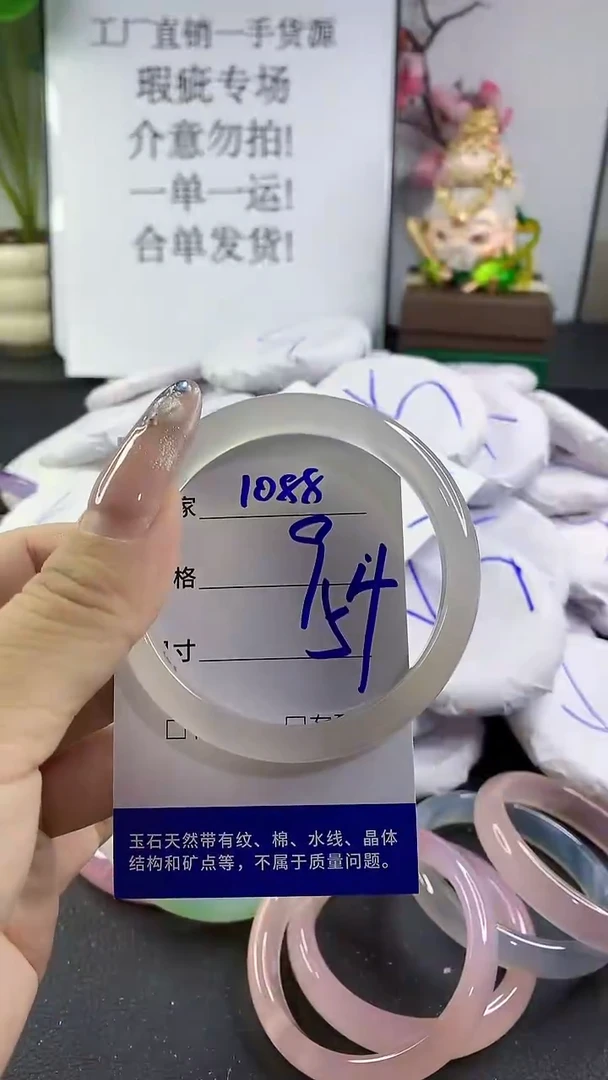 工厂直销一手货源
瑕疵专场
介意勿拍!
一单一运!
合单发货!
家 1088
格 9
寸 54
玉石天然带有纹、棉、水线、晶体
结构和矿点等，不属于质量问题。